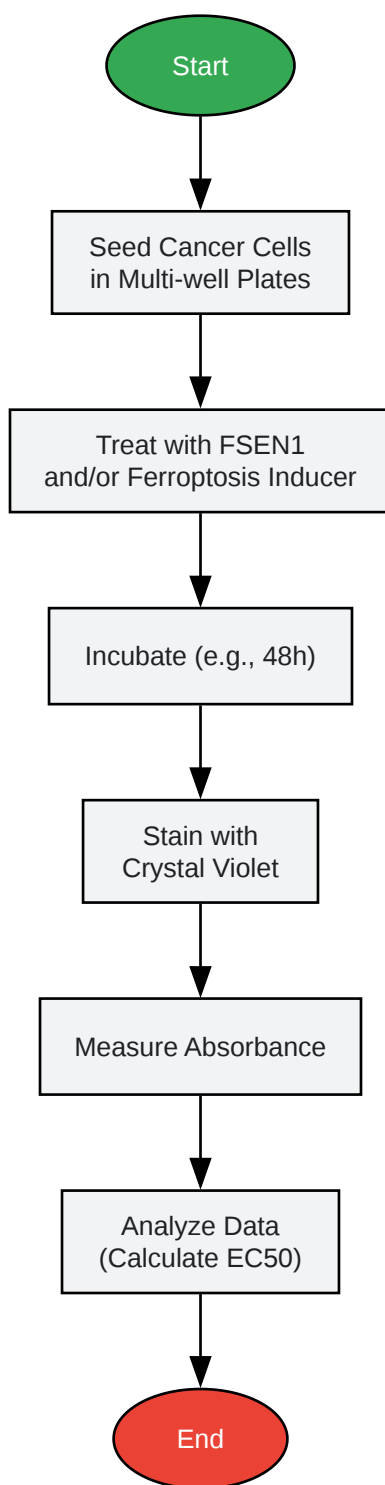 Start
Seed Cancer Cells
in Multi-well Plates
Treat with FSEN1
and/or Ferroptosis Inducer
Incubate (e.g., 48h)
Stain with
Crystal Violet
Measure Absorbance
Analyze Data
(Calculate EC50)
End